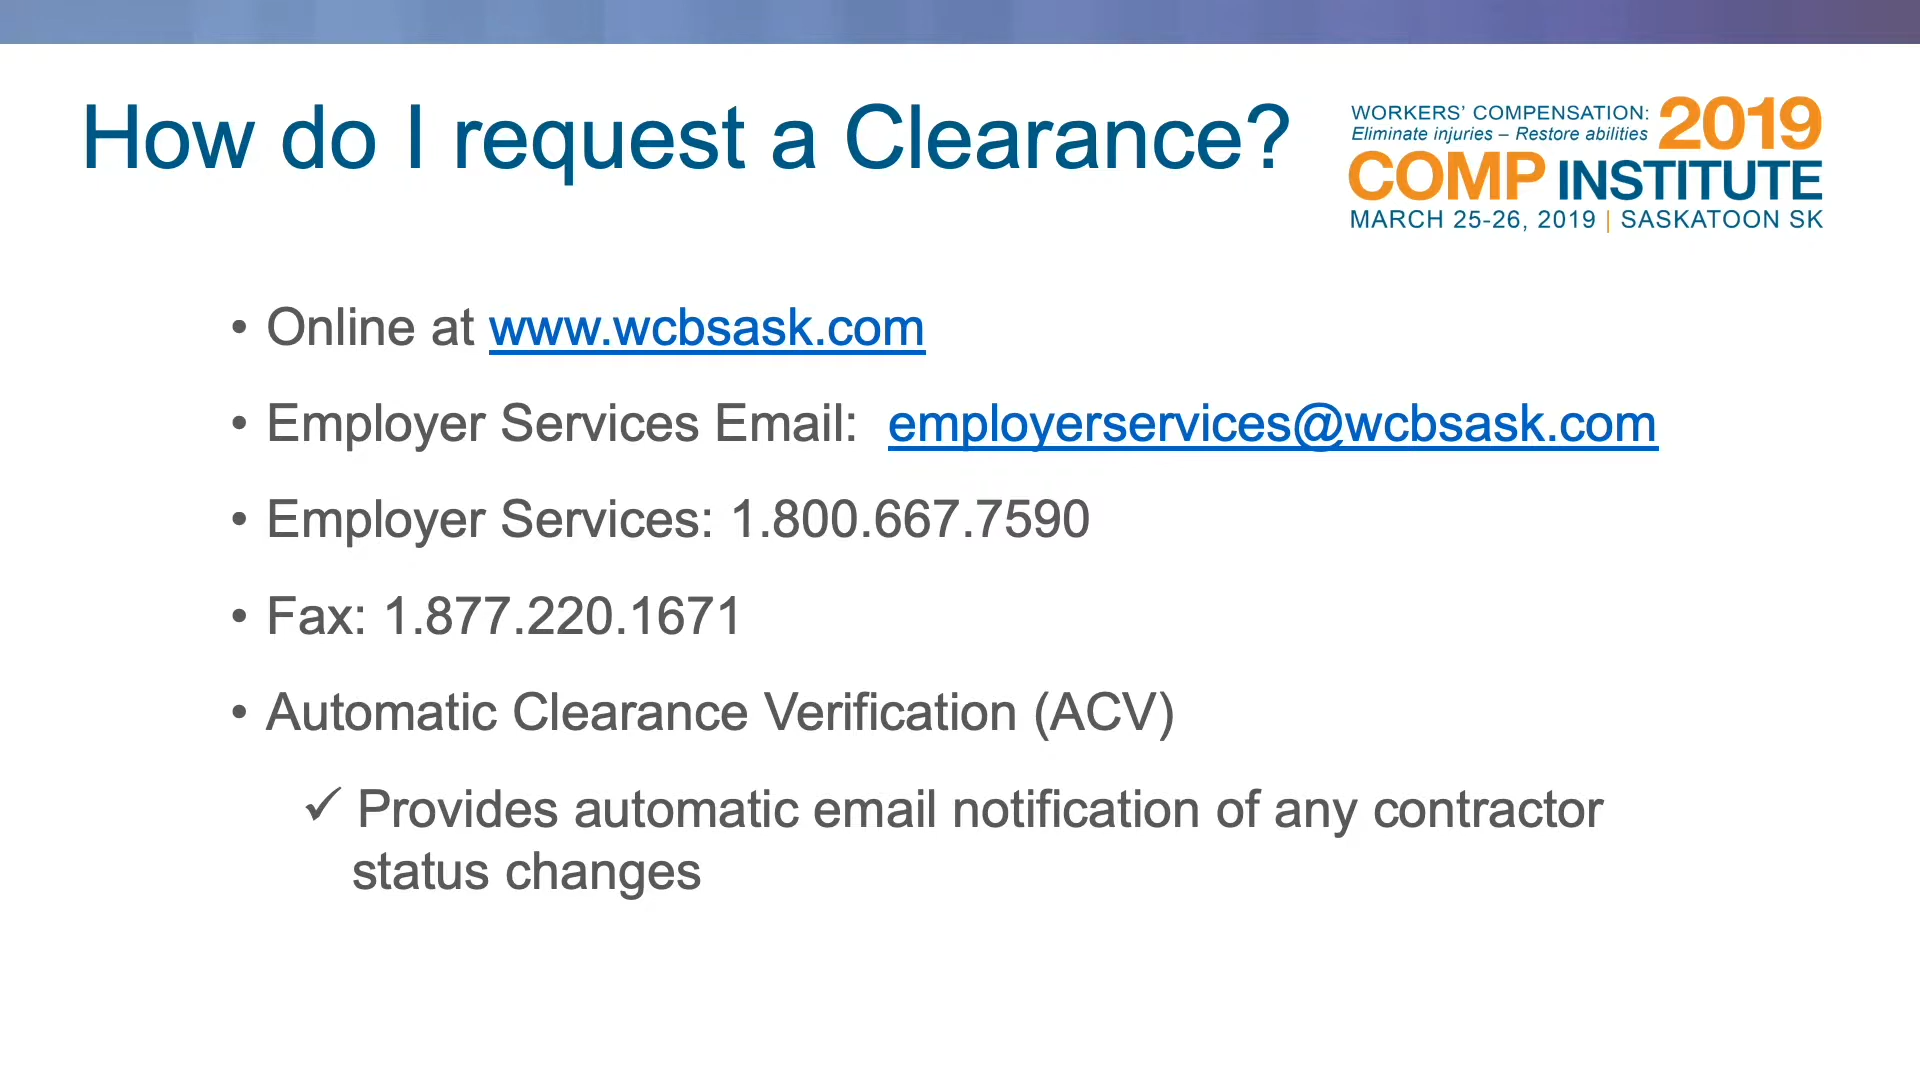 How do I request a Clearance?
WORKERS' COMPENSATION: 2019
Eliminate injuries – Restore abilities
COMP INSTITUTE
MARCH 25-26, 2019 | SASKATOON SK
• Online at www.wcbsask.com
• Employer Services Email: employerservices@wcbsask.com
• Employer Services: 1.800.667.7590
• Fax: 1.877.220.1671
• Automatic Clearance Verification (ACV)
✓ Provides automatic email notification of any contractor
status changes